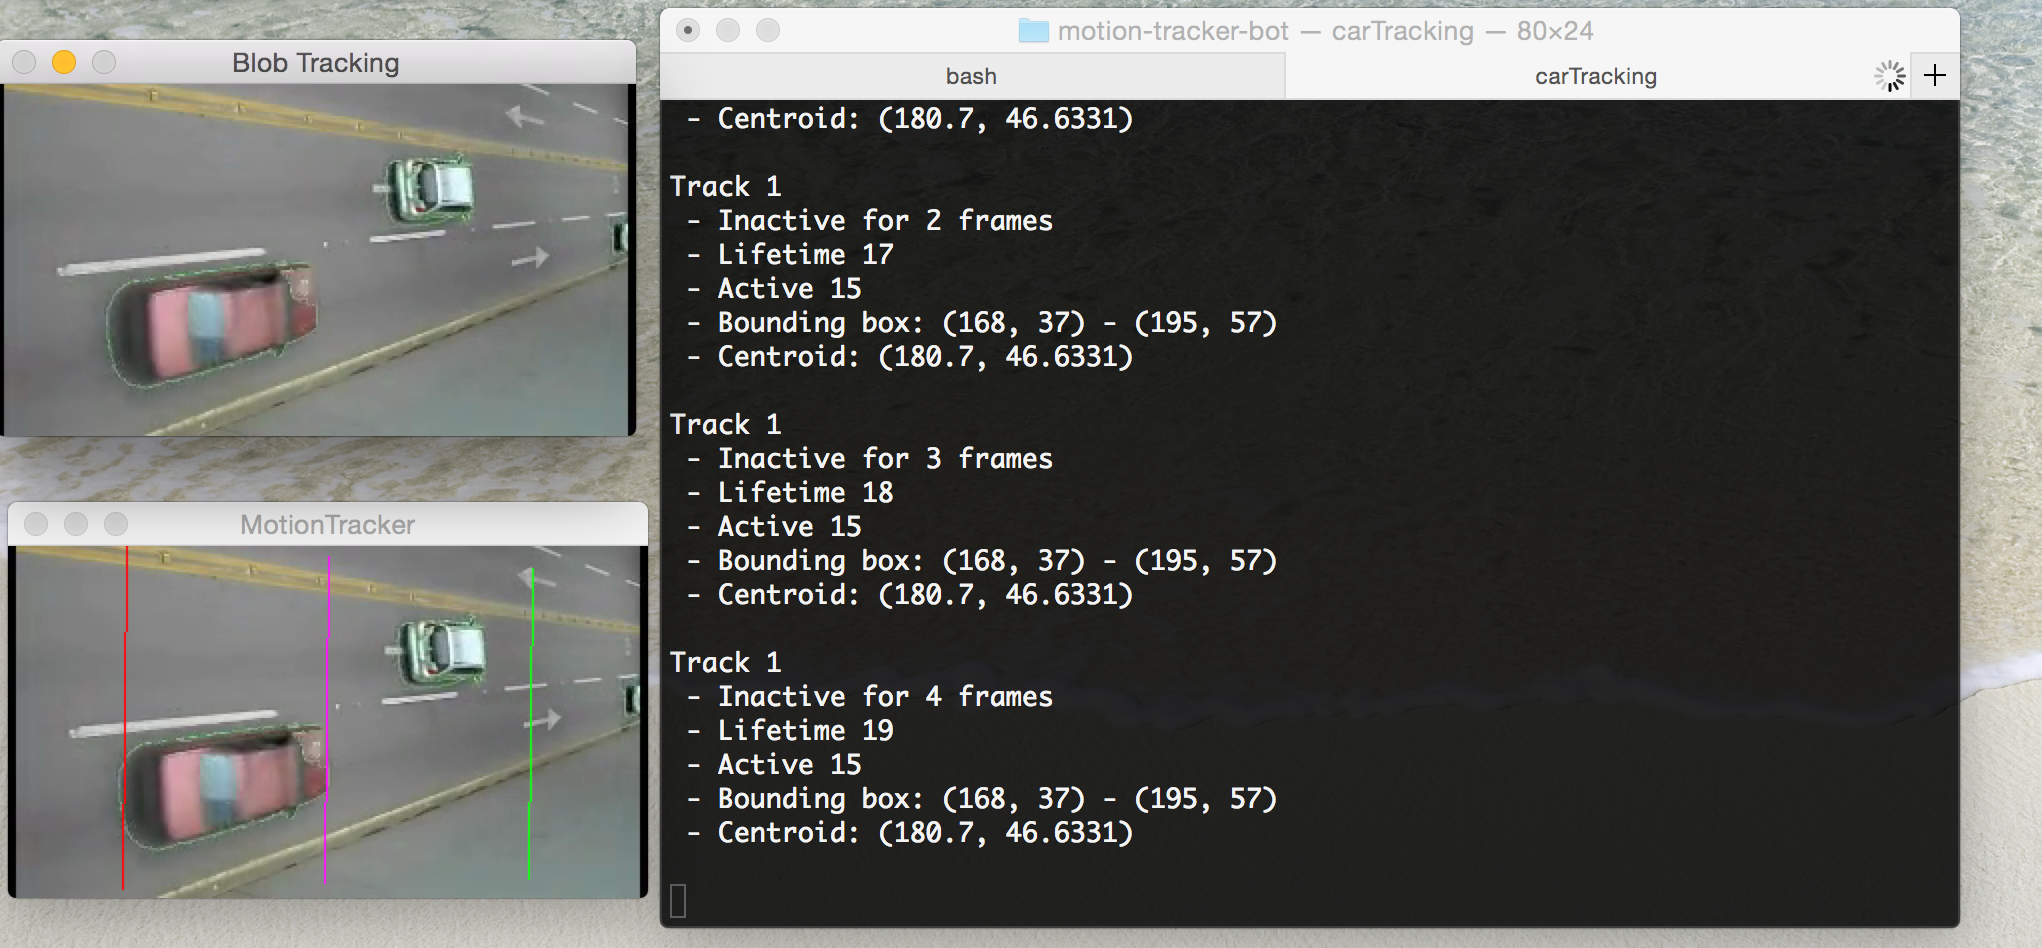 Blob Tracking
MotionTracker
motion-tracker-bot — carTracking — 80×24
bash
carTracking
+
- Centroid: (180.7, 46.6331)
Track 1
- Inactive for 2 frames
- Lifetime 17
- Active 15
- Bounding box: (168, 37) - (195, 57)
- Centroid: (180.7, 46.6331)
Track 1
- Inactive for 3 frames
- Lifetime 18
- Active 15
- Bounding box: (168, 37) - (195, 57)
- Centroid: (180.7, 46.6331)
Track 1
- Inactive for 4 frames
- Lifetime 19
- Active 15
- Bounding box: (168, 37) - (195, 57)
- Centroid: (180.7, 46.6331)